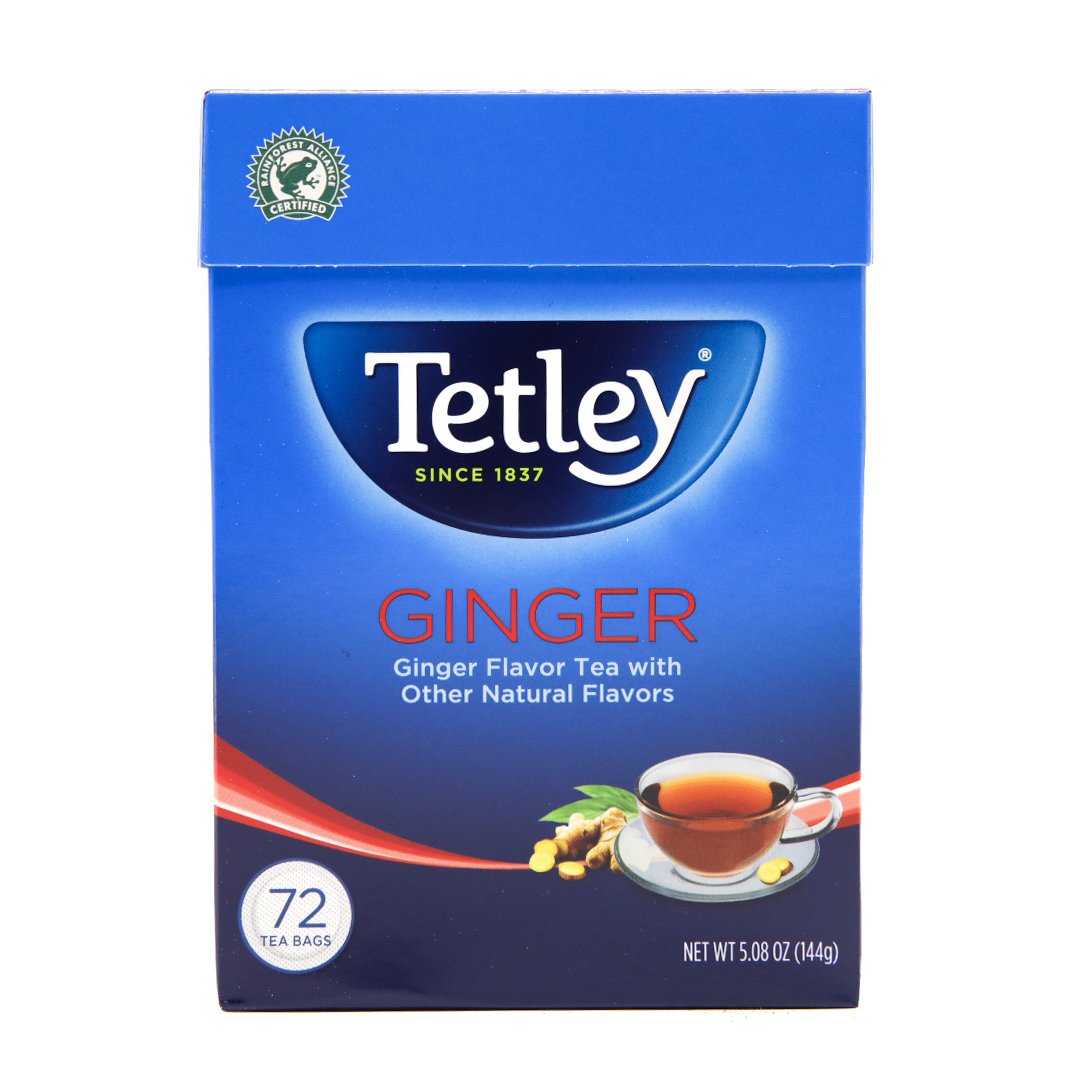 RAINFOREST ALLIANCE
CERTIFIED
Tetley®
SINCE 1837
GINGER
Ginger Flavor Tea with
Other Natural Flavors
72
TEA BAGS
NET WT 5.08 OZ (144g)